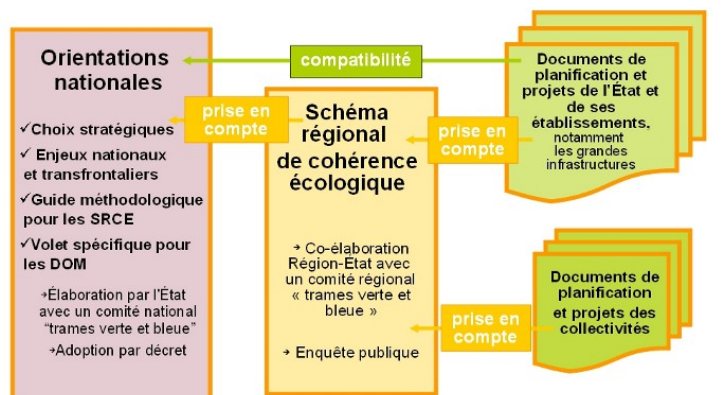 Orientations
nationales
✓Choix stratégiques
✓ Enjeux nationaux
et transfrontaliers
✓Guide méthodologique
pour les SRCE
✓Volet spécifique pour
les DOM
➔Élaboration par l'État
avec un comité national
"trames verte et bleue"
➔Adoption par décret
compatibilité
prise en
compte
Schéma
régional
de cohérence
écologique
➔ Co-élaboration
Région-État avec
un comité régional
« trames verte et
bleue »
➔ Enquête publique
prise en
compte
Documents de
planification et
projets de l'État et
de ses
établissements,
notamment
les grandes
infrastructures
prise en
compte
Documents de
planification
et projets des
collectivités